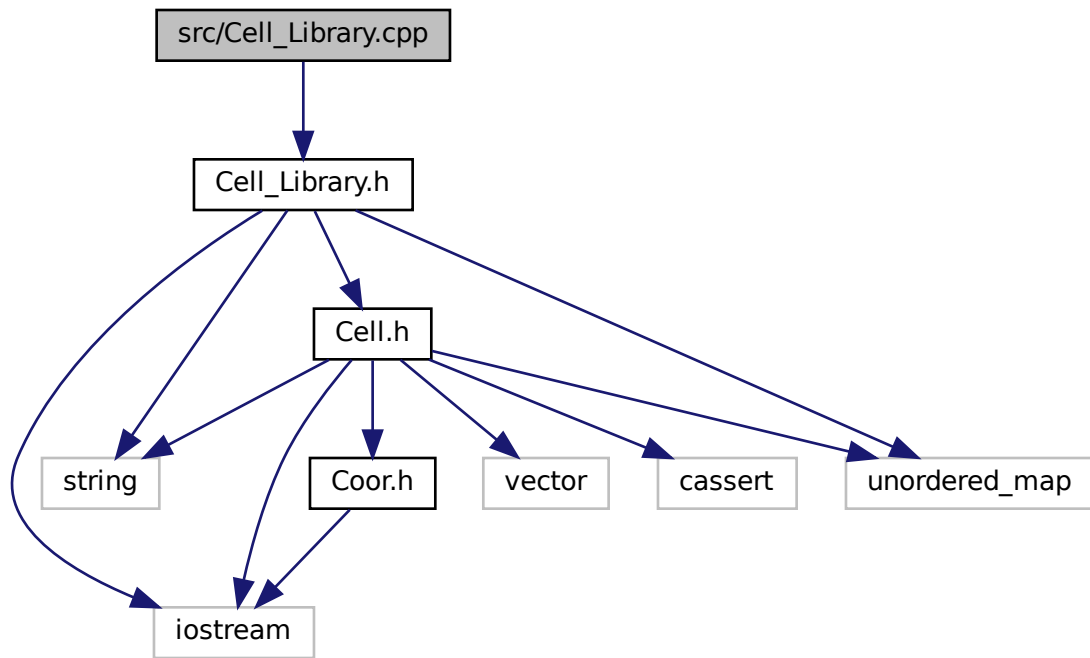 src/Cell_Library.cpp
Cell_Library.h
Cell.h
string
Coor.h
vector
cassert
unordered_map
iostream